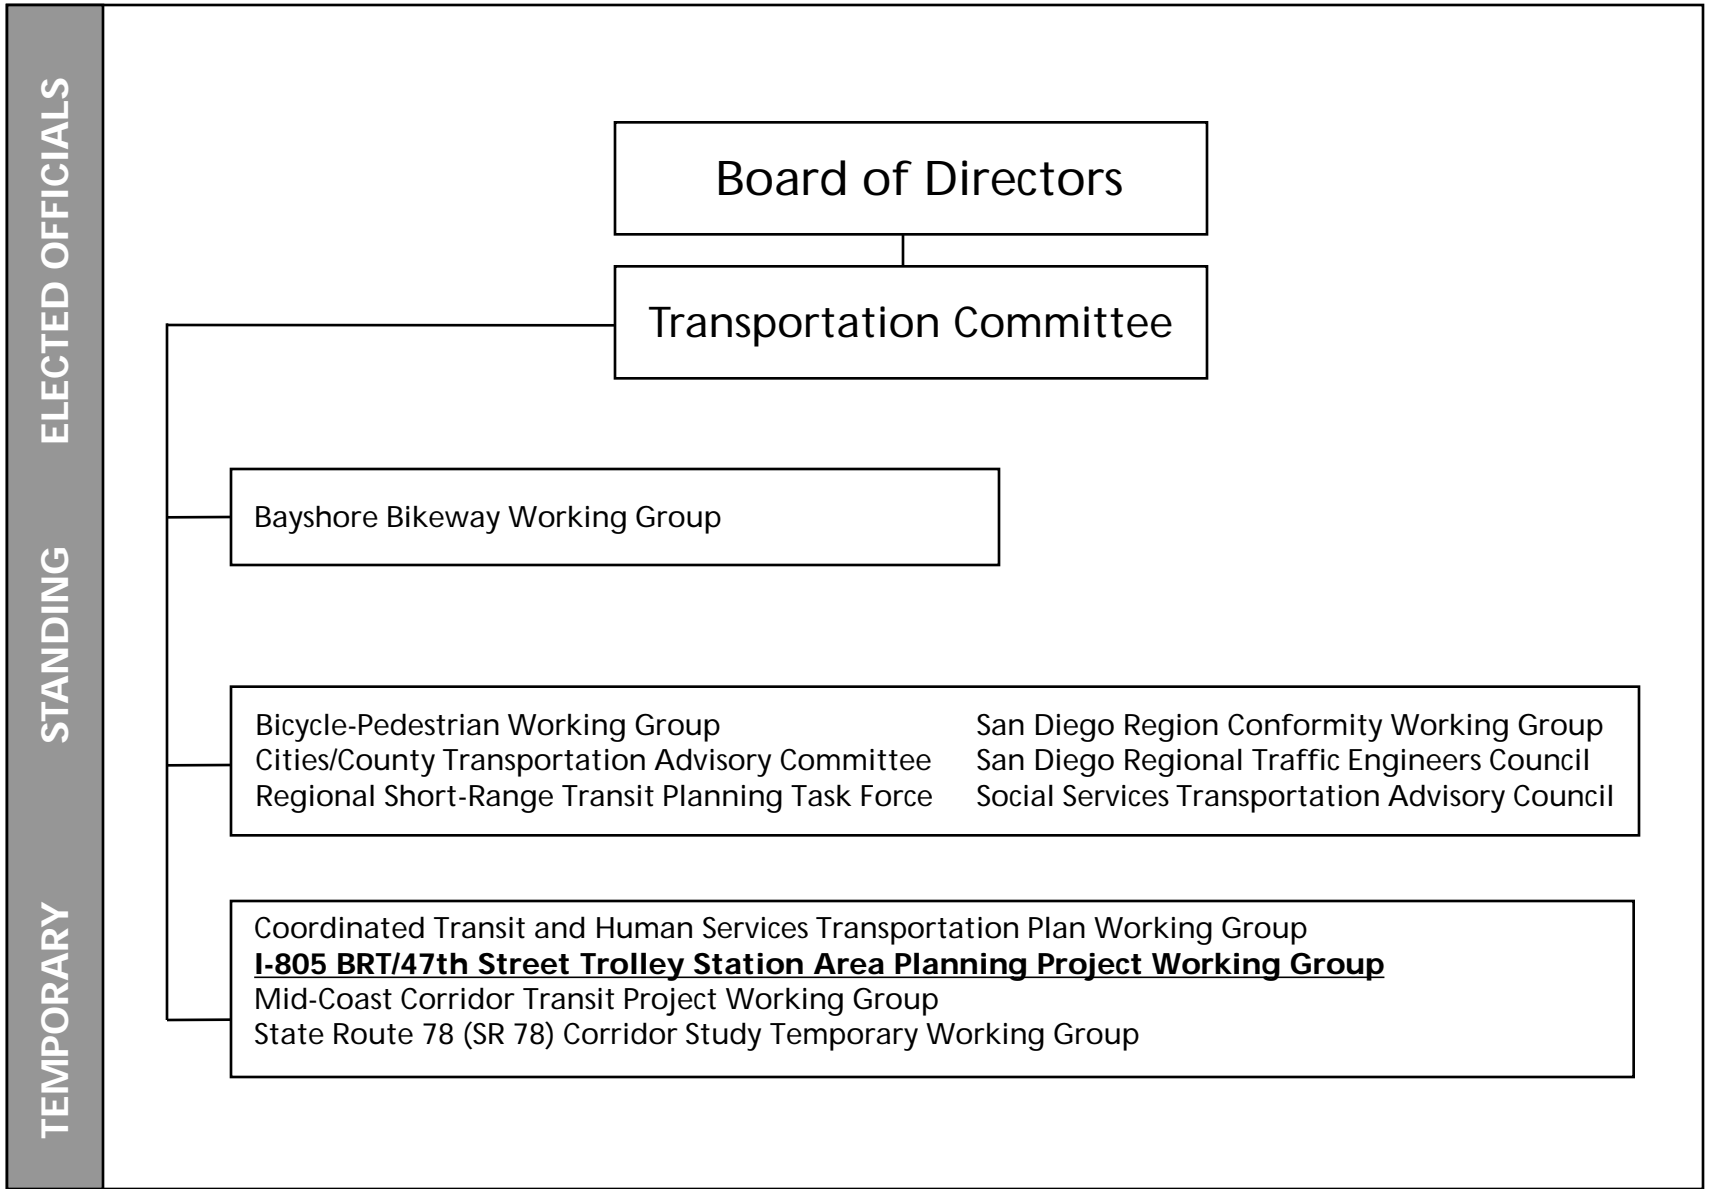 ELECTED OFFICIALS
Board of Directors
Transportation Committee
STANDING
Bayshore Bikeway Working Group
Bicycle-Pedestrian Working Group
Cities/County Transportation Advisory Committee
Regional Short-Range Transit Planning Task Force
San Diego Region Conformity Working Group
San Diego Regional Traffic Engineers Council
Social Services Transportation Advisory Council
TEMPORARY
Coordinated Transit and Human Services Transportation Plan Working Group
I-805 BRT/47th Street Trolley Station Area Planning Project Working Group
Mid-Coast Corridor Transit Project Working Group
State Route 78 (SR 78) Corridor Study Temporary Working Group